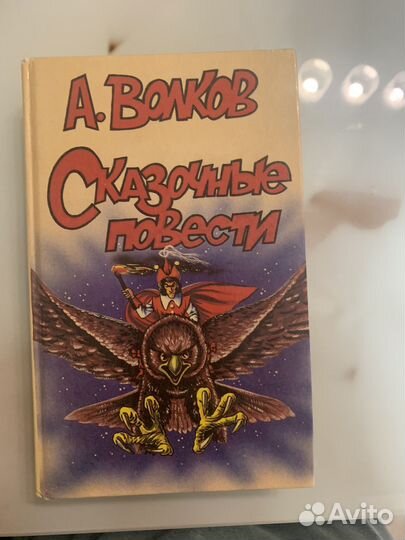 А. Волков
Сказочные
повести
Avito